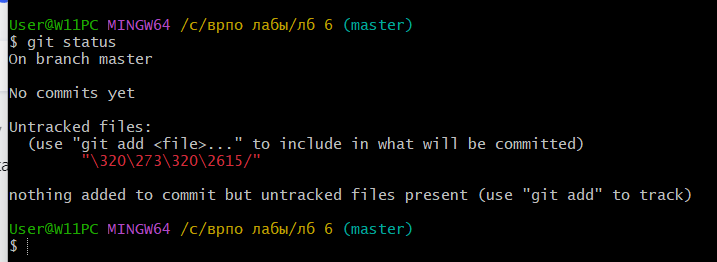 User@W11PC MINGW64 /c/врпо лабы/лб 6 (master)
$ git status
On branch master
No commits yet
Untracked files:
(use "git add <file>..." to include in what will be committed)
"\320\273\320\2615/"
nothing added to commit but untracked files present (use "git add" to track)
User@W11PC MINGW64 /c/врпо лабы/лб 6 (master)
$